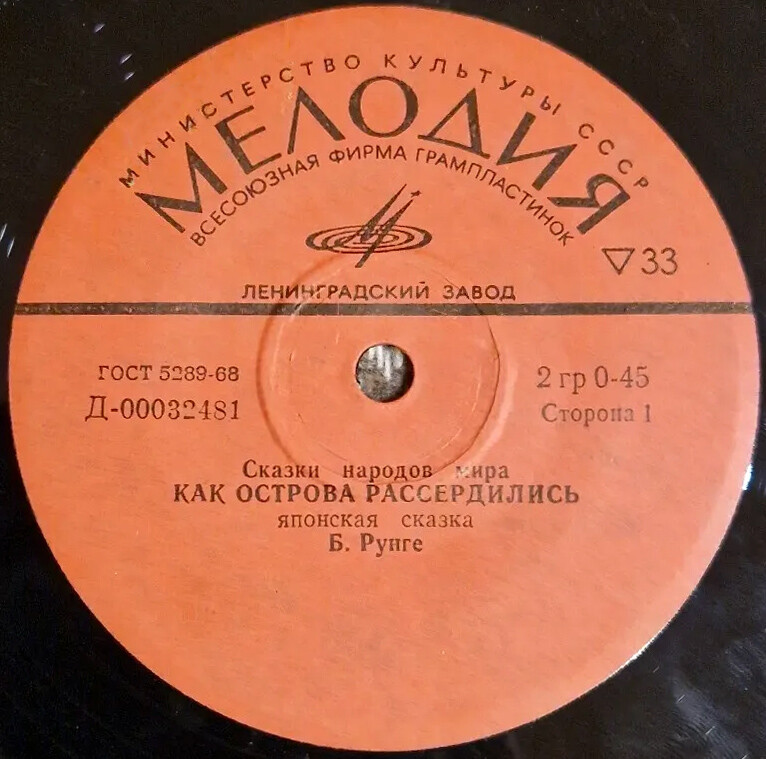 МИНИСТЕРСТВО КУЛЬТУРЫ СССР
МЕЛОДИЯ
ВСЕСОЮЗНАЯ ФИРМА ГРАМПЛАСТИНОК
▽33
ЛЕНИНГРАДСКИЙ ЗАВОД
ГОСТ 5289-68
2 гр 0-45
Д-00032481
Сторона 1
Сказки народов мира
КАК ОСТРОВА РАССЕРДИЛИСЬ
японская сказка
Б. Рунге